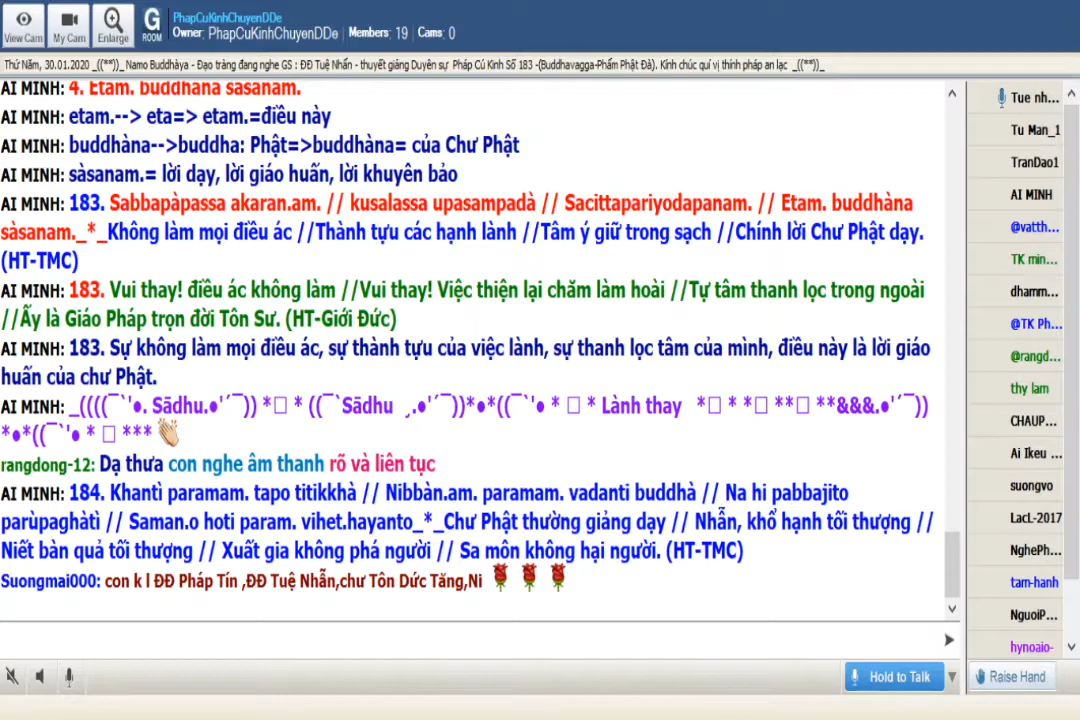 View Cam
My Cam
Enlarge
G
ROOM
PhapCuKinhChuyenDDe
Owner: PhapCuKinhChuyenDDe | Members: 19 | Cams: 0
Thứ Năm, 30.01.2020 _((**))_ Namo Buddhàya - Đạo tràng đang nghe GS : ĐĐ Tuệ Nhẩn - thuyết giảng Duyên sự Pháp Cú Kinh Số 183 -(Buddhavagga-Phẩm Phật Đà). Kính chúc quí vị thính pháp an lạc _((**))_
AI MINH: 4. Etam. buddhàna sàsanam.
AI MINH: etam.--> eta=> etam.=điều này
AI MINH: buddhàna-->buddha: Phật=>buddhàna= của Chư Phật
AI MINH: sàsanam.= lời dạy, lời giáo huấn, lời khuyên bảo
AI MINH: 183. Sabbapàpassa akaran.am. // kusalassa upasampadà // Sacittapariyodapanam. // Etam. buddhàna
sàsanam._*_Không làm mọi điều ác //Thành tựu các hạnh lành //Tâm ý giữ trong sạch //Chính lời Chư Phật dạy.
(HT-TMC)
AI MINH: 183. Vui thay! điều ác không làm //Vui thay! Việc thiện lại chăm làm hoài //Tự tâm thanh lọc trong ngoài
//Ấy là Giáo Pháp trọn đời Tôn Sư. (HT-Giới Đức)
AI MINH: 183. Sự không làm mọi điều ác, sự thành tựu của việc lành, sự thanh lọc tâm của mình, điều này là lời giáo
huấn của chư Phật.
AI MINH: _((((¯`'•. Sādhu.•'´¯)) *□ * ((¯`Sādhu ¸.•'´¯))*•*((¯`'• * □ * Lành thay *□ * *□ **□ **&&&.•'´¯))
*•*((¯`'• * □ ***
rangdong-12: Dạ thưa con nghe âm thanh rõ và liên tục
AI MINH: 184. Khantì paramam. tapo titikkhà // Nibbàn.am. paramam. vadanti buddhà // Na hi pabbajito
parùpaghàtì // Saman.o hoti param. vihet.hayanto_*_Chư Phật thường giảng dạy // Nhẫn, khổ hạnh tối thượng //
Niết bàn quả tối thượng // Xuất gia không phá người // Sa môn không hại người. (HT-TMC)
Suongmai000: con k l ĐĐ Pháp Tín ,ĐĐ Tuệ Nhẫn,chư Tôn Dức Tăng,Ni
Tue nh...
Tu Man_1
TranDao1
AI MINH
@vatth...
TK min...
dhamm...
@TK Ph...
@rangd...
thy lam
CHAUP...
Ai Ikeu ...
suongvo
LacL-2017
NghePh...
tam-hanh
NguoiP...
hynoaio-
Hold to Talk
Raise Hand